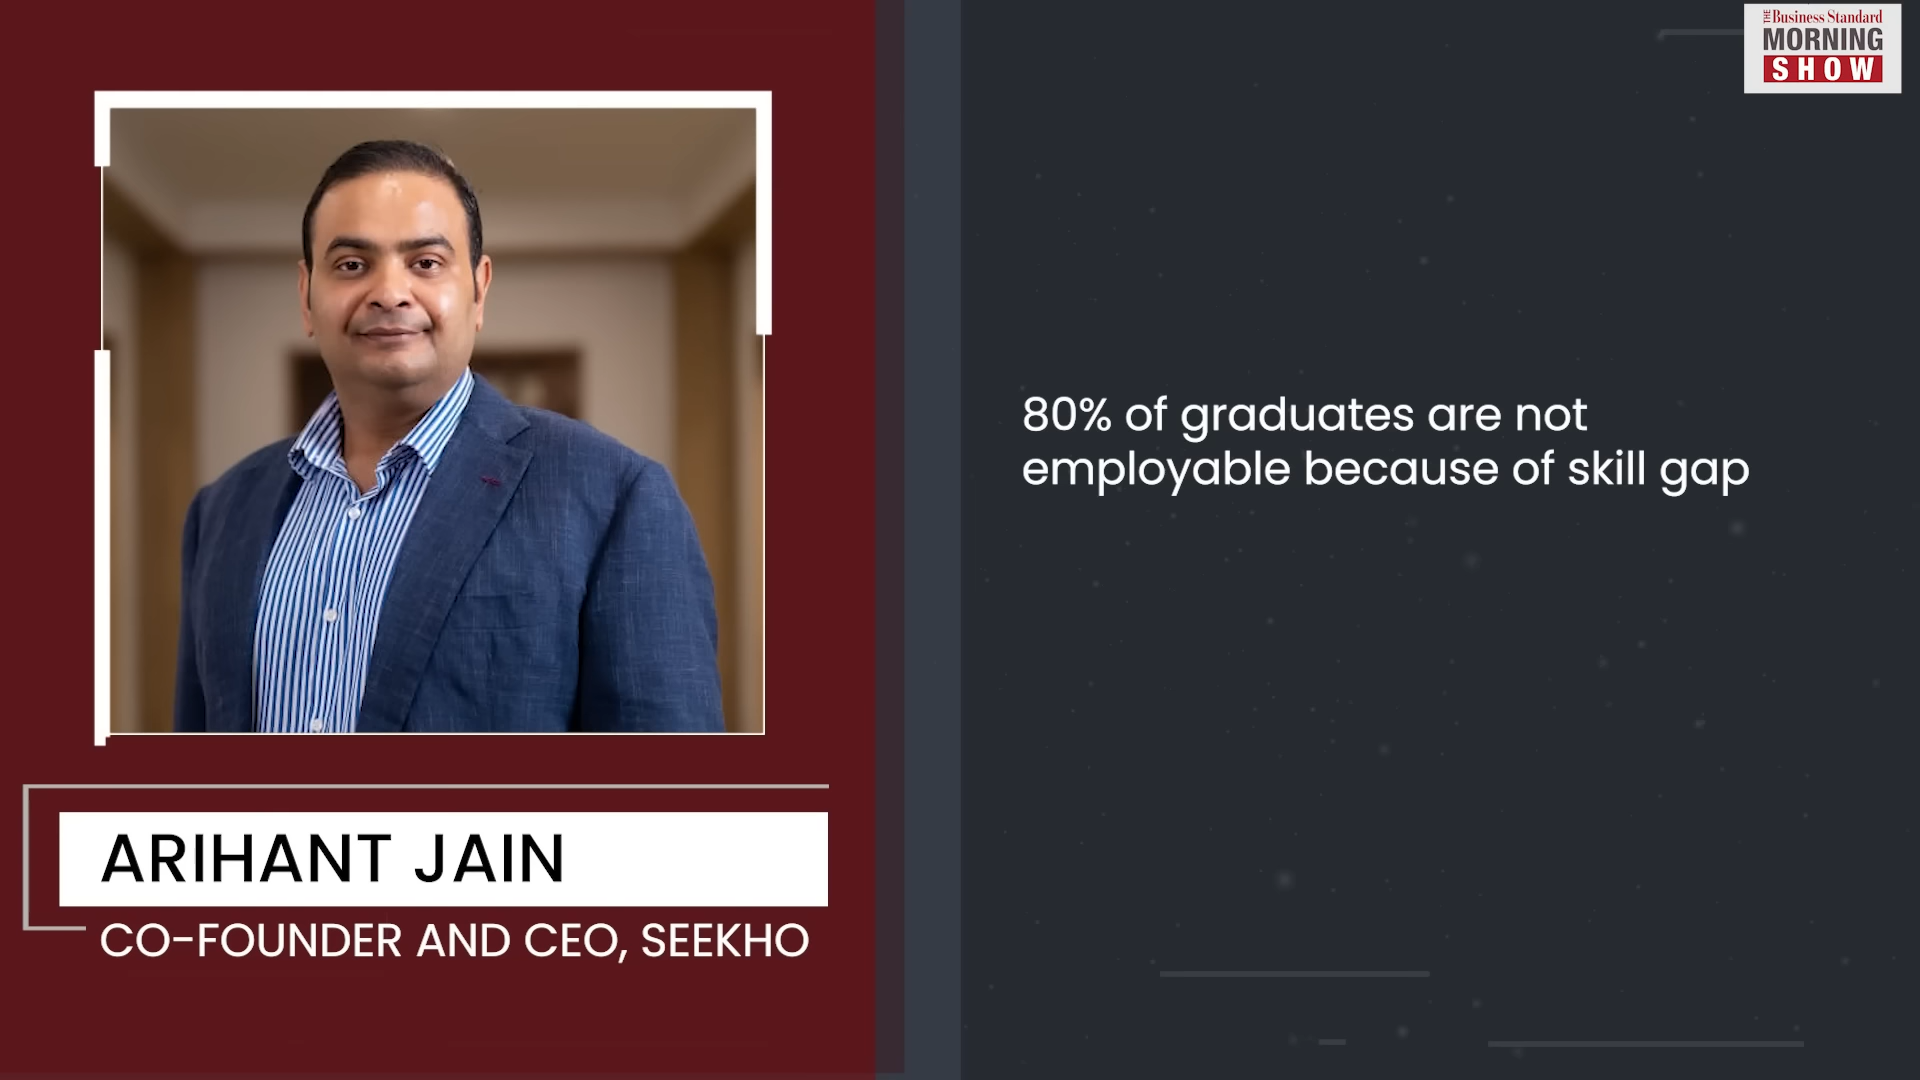 THE Business Standard
MORNING
SHOW
80% of graduates are not
employable because of skill gap
ARIHANT JAIN
CO-FOUNDER AND CEO, SEEKHO